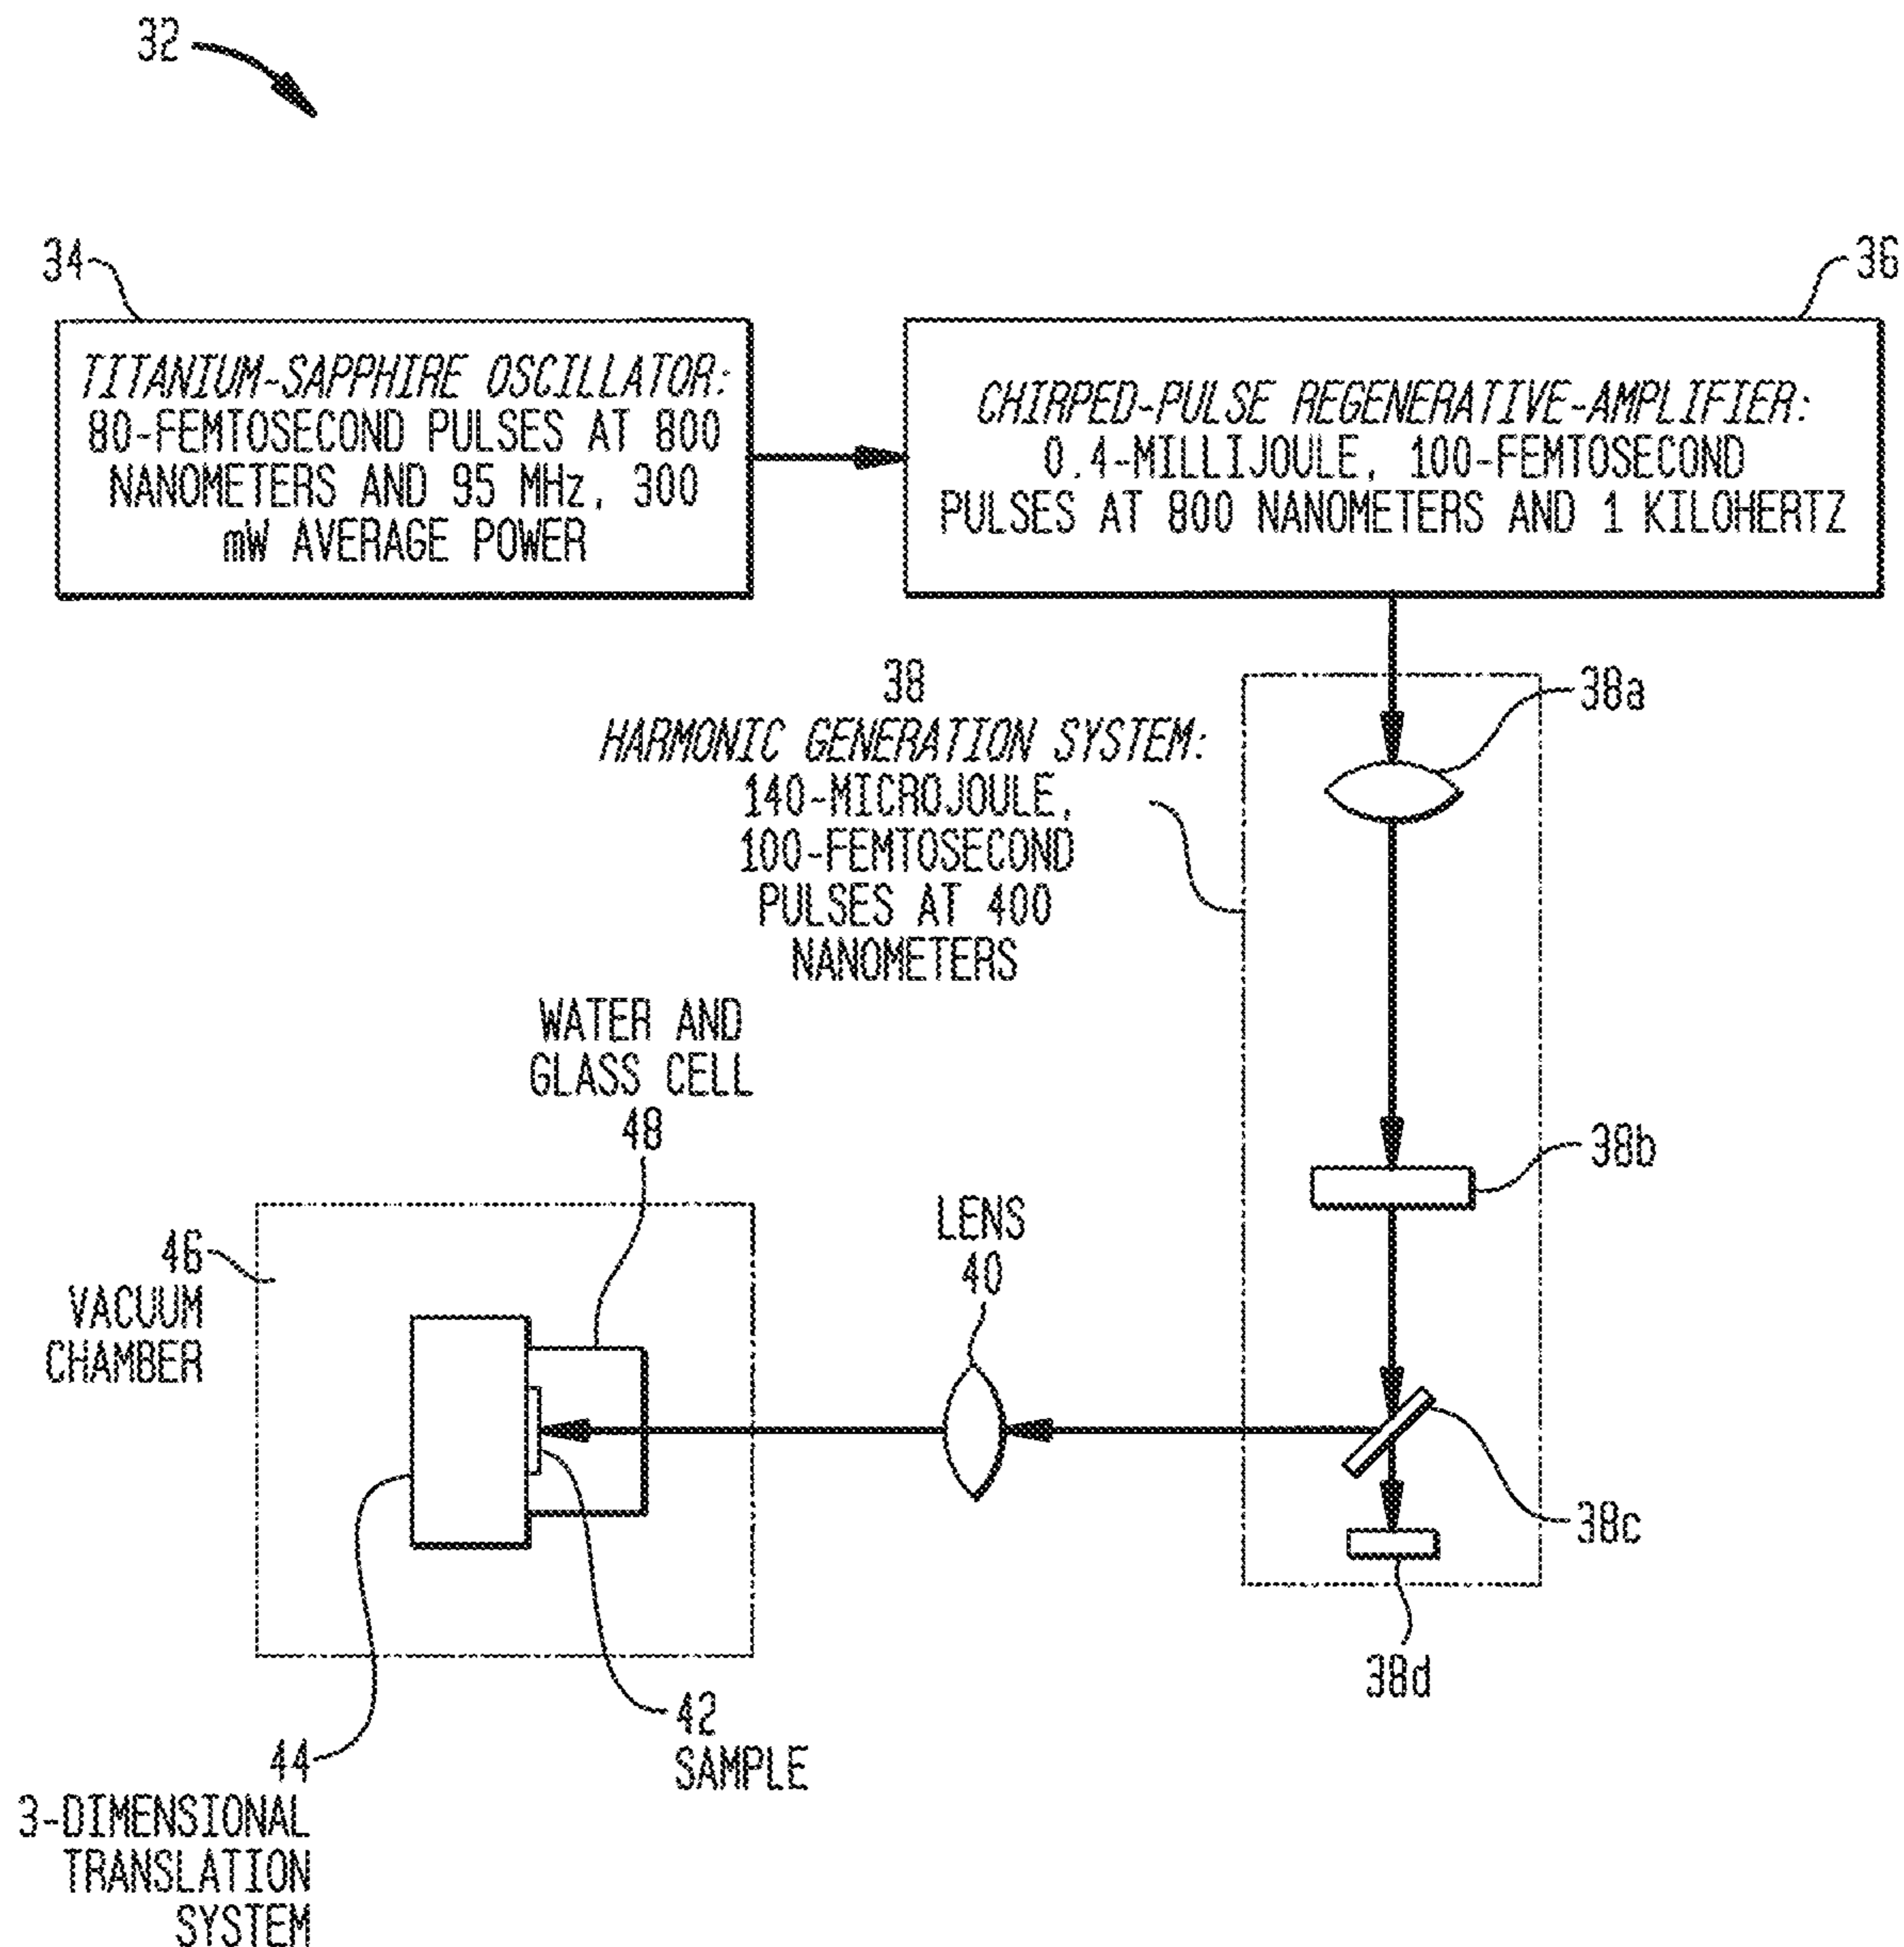 32
34
TITANIUM-SAPPHIRE OSCILLATOR:
80-FEMTOSECOND PULSES AT 800
NANOMETERS AND 95 MHz, 300
mW AVERAGE POWER
36
CHIRPED-PULSE REGENERATIVE-AMPLIFIER:
0.4-MILLIJOULE, 100-FEMTOSECOND
PULSES AT 800 NANOMETERS AND 1 KILOHERTZ
38
HARMONIC GENERATION SYSTEM:
140-MICROJOULE,
100-FEMTOSECOND
PULSES AT 400
NANOMETERS
38a
38b
38c
38d
WATER AND
GLASS CELL
48
LENS
40
46
VACUUM
CHAMBER
42
SAMPLE
44
3-DIMENSIONAL
TRANSLATION
SYSTEM